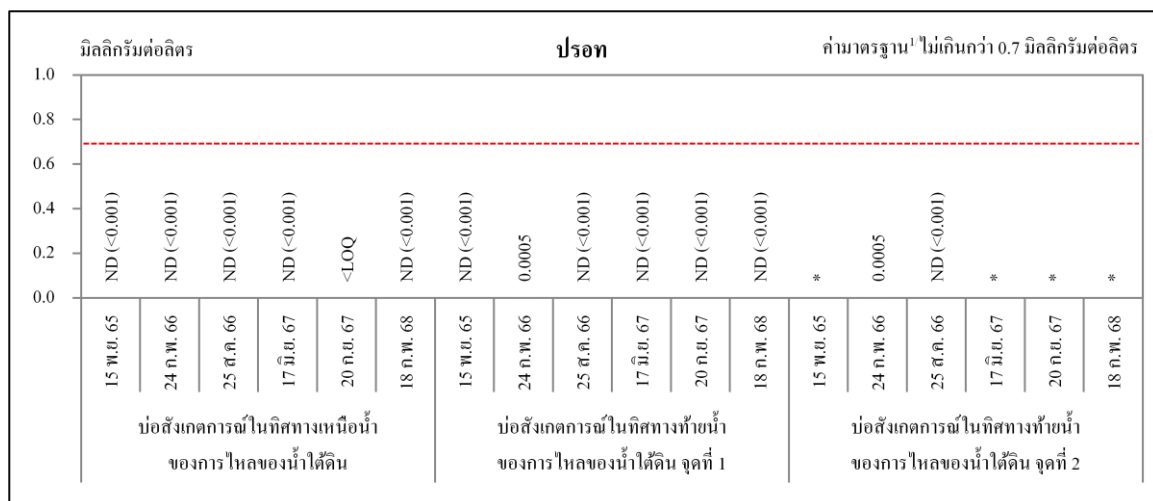 มิลลิกรัมต่อลิตร
ปรอท
ค่ามาตรฐาน1/ไม่เกินกว่า 0.7 มิลลิกรัมต่อลิตร
1.0
0.8
0.6
0.4
0.2
0.0
ND (<0.001)
ND (<0.001)
ND (<0.001)
ND (<0.001)
<LOQ
ND (<0.001)
ND (<0.001)
0.0005
ND (<0.001)
ND (<0.001)
ND (<0.001)
ND (<0.001)
*
0.0005
ND (<0.001)
*
*
*
15 พ.ย. 65
24 ก.พ. 66
25 ส.ค. 66
17 มิ.ย. 67
20 ก.ย. 67
18 ก.พ. 68
15 พ.ย. 65
24 ก.พ. 66
25 ส.ค. 66
17 มิ.ย. 67
20 ก.ย. 67
18 ก.พ. 68
15 พ.ย. 65
24 ก.พ. 66
25 ส.ค. 66
17 มิ.ย. 67
20 ก.ย. 67
18 ก.พ. 68
บ่อสังเกตการณ์ในทิศทางเหนือน้ำ
ของการไหลของน้ำใต้ดิน
บ่อสังเกตการณ์ในทิศทางท้ายน้ำ
ของการไหลของน้ำใต้ดิน จุดที่ 1
บ่อสังเกตการณ์ในทิศทางท้ายน้ำ
ของการไหลของน้ำใต้ดิน จุดที่ 2